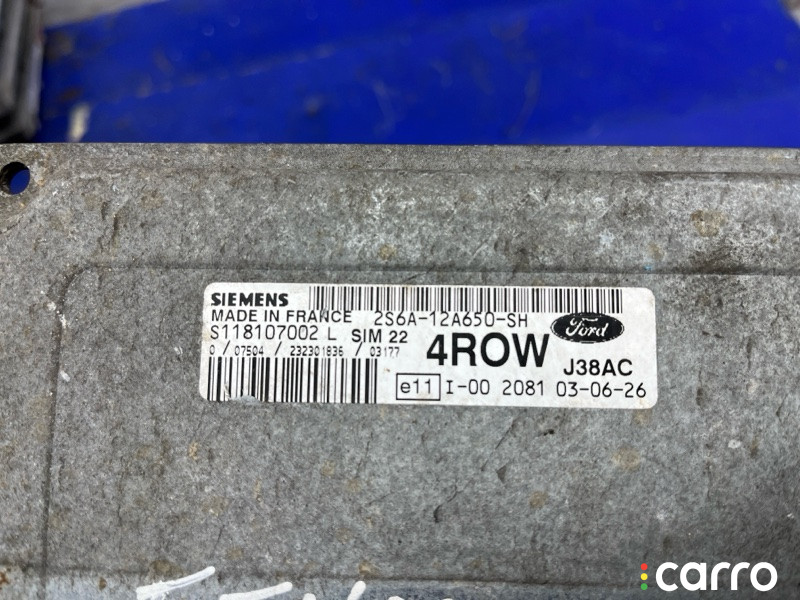 SIEMENS
MADE IN FRANCE 2S6A-12A650-SH
S118107002 L SIM 22 4ROW Ford
0 / 07504 / 232301836 / 03177 J38AC
e11 I-00 2081 03-06-26
carro